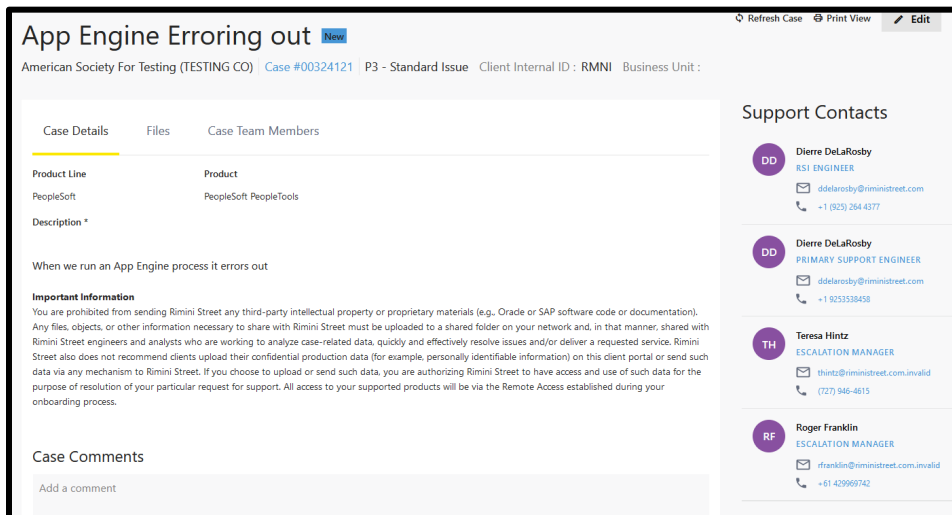 Refresh Case Print View Edit
App Engine Erroring out New
American Society For Testing (TESTING CO) Case #00324121 P3 - Standard Issue Client Internal ID : RMNI Business Unit :
Case Details Files Case Team Members
Product Line Product
PeopleSoft PeopleSoft PeopleTools
Description *
When we run an App Engine process it errors out
Important Information
You are prohibited from sending Rimini Street any third-party intellectual property or proprietary materials (e.g., Oracle or SAP software code or documentation).
Any files, objects, or other information necessary to share with Rimini Street must be uploaded to a shared folder on your network and, in that manner, shared with
Rimini Street engineers and analysts who are working to analyze case-related data, quickly and effectively resolve issues and/or deliver a requested service. Rimini
Street also does not recommend clients upload their confidential production data (for example, personally identifiable information) on this client portal or send such
data via any mechanism to Rimini Street. If you choose to upload or send such data, you are authorizing Rimini Street to have access and use of such data for the
purpose of resolution of your particular request for support. All access to your supported products will be via the Remote Access established during your
onboarding process.
Case Comments
Add a comment
Support Contacts
DD
Dierre DeLaRosby
RSI ENGINEER
ddelarosby@riministreet.com
+1 (925) 264 4377
DD
Dierre DeLaRosby
PRIMARY SUPPORT ENGINEER
ddelarosby@riministreet.com
+1 9253538458
TH
Teresa Hintz
ESCALATION MANAGER
thintz@riministreet.com.invalid
(727) 946-4615
RF
Roger Franklin
ESCALATION MANAGER
rfranklin@riministreet.com.invalid
+61 429969742